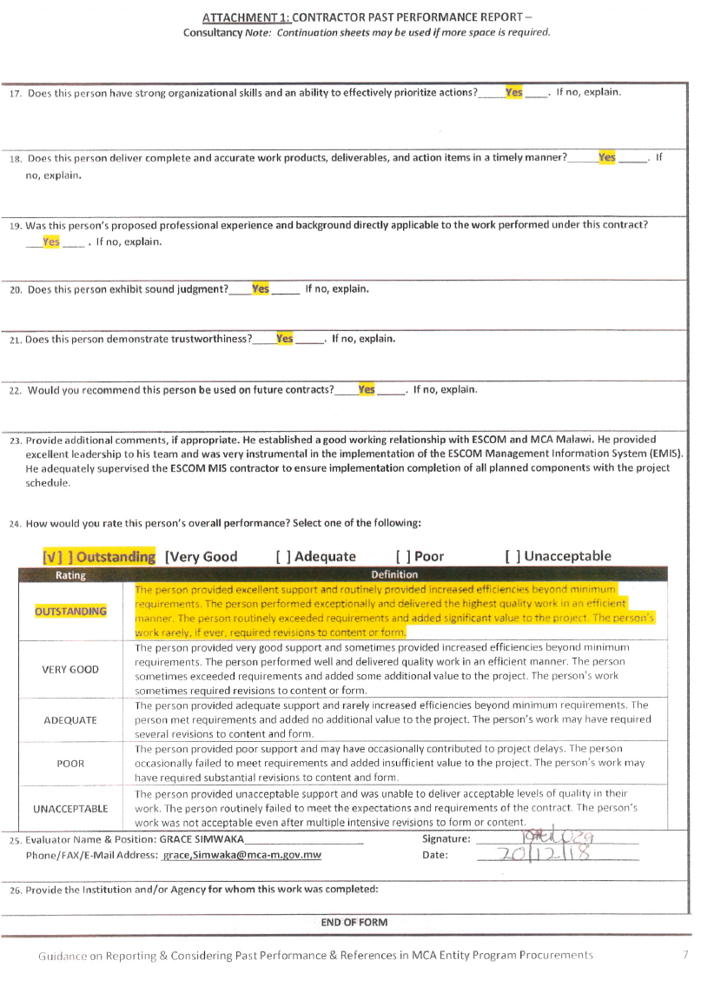 ATTACHMENT 1: CONTRACTOR PAST PERFORMANCE REPORT –
Consultancy Note: Continuation sheets may be used if more space is required.
17. Does this person have strong organizational skills and an ability to effectively prioritize actions?_____Yes ____. If no, explain.
18. Does this person deliver complete and accurate work products, deliverables, and action items in a timely manner?_____Yes _____. If
no, explain.
19. Was this person's proposed professional experience and background directly applicable to the work performed under this contract?
___Yes ____ . If no, explain.
20. Does this person exhibit sound judgment?____Yes _____ If no, explain.
21. Does this person demonstrate trustworthiness?____Yes _____. If no, explain.
22. Would you recommend this person be used on future contracts?____Yes _____. If no, explain.
23. Provide additional comments, if appropriate. He established a good working relationship with ESCOM and MCA Malawi. He provided
excellent leadership to his team and was very instrumental in the implementation of the ESCOM Management Information System (EMIS).
He adequately supervised the ESCOM MIS contractor to ensure implementation completion of all planned components with the project
schedule.
24. How would you rate this person's overall performance? Select one of the following:
[√] ] Outstanding [Very Good [ ] Adequate [ ] Poor [ ] Unacceptable
Rating Definition
OUTSTANDING
The person provided excellent support and routinely provided increased efficiencies beyond minimum
requirements. The person performed exceptionally and delivered the highest quality work in an efficient
manner. The person routinely exceeded requirements and added significant value to the project. The person's
work rarely, if ever, required revisions to content or form.
VERY GOOD
The person provided very good support and sometimes provided increased efficiencies beyond minimum
requirements. The person performed well and delivered quality work in an efficient manner. The person
sometimes exceeded requirements and added some additional value to the project. The person's work
sometimes required revisions to content or form.
ADEQUATE
The person provided adequate support and rarely increased efficiencies beyond minimum requirements. The
person met requirements and added no additional value to the project. The person's work may have required
several revisions to content and form.
POOR
The person provided poor support and may have occasionally contributed to project delays. The person
occasionally failed to meet requirements and added insufficient value to the project. The person's work may
have required substantial revisions to content and form.
UNACCEPTABLE
The person provided unacceptable support and was unable to deliver acceptable levels of quality in their
work. The person routinely failed to meet the expectations and requirements of the contract. The person's
work was not acceptable even after multiple intensive revisions to form or content.
25. Evaluator Name & Position: GRACE SIMWAKA____ Signature:
Phone/FAX/E-Mail Address: grace,Simwaka@mca-m.gov.mw Date: 20/12/18
26. Provide the Institution and/or Agency for whom this work was completed:
END OF FORM
Guidance on Reporting & Considering Past Performance & References in MCA Entity Program Procurements 7